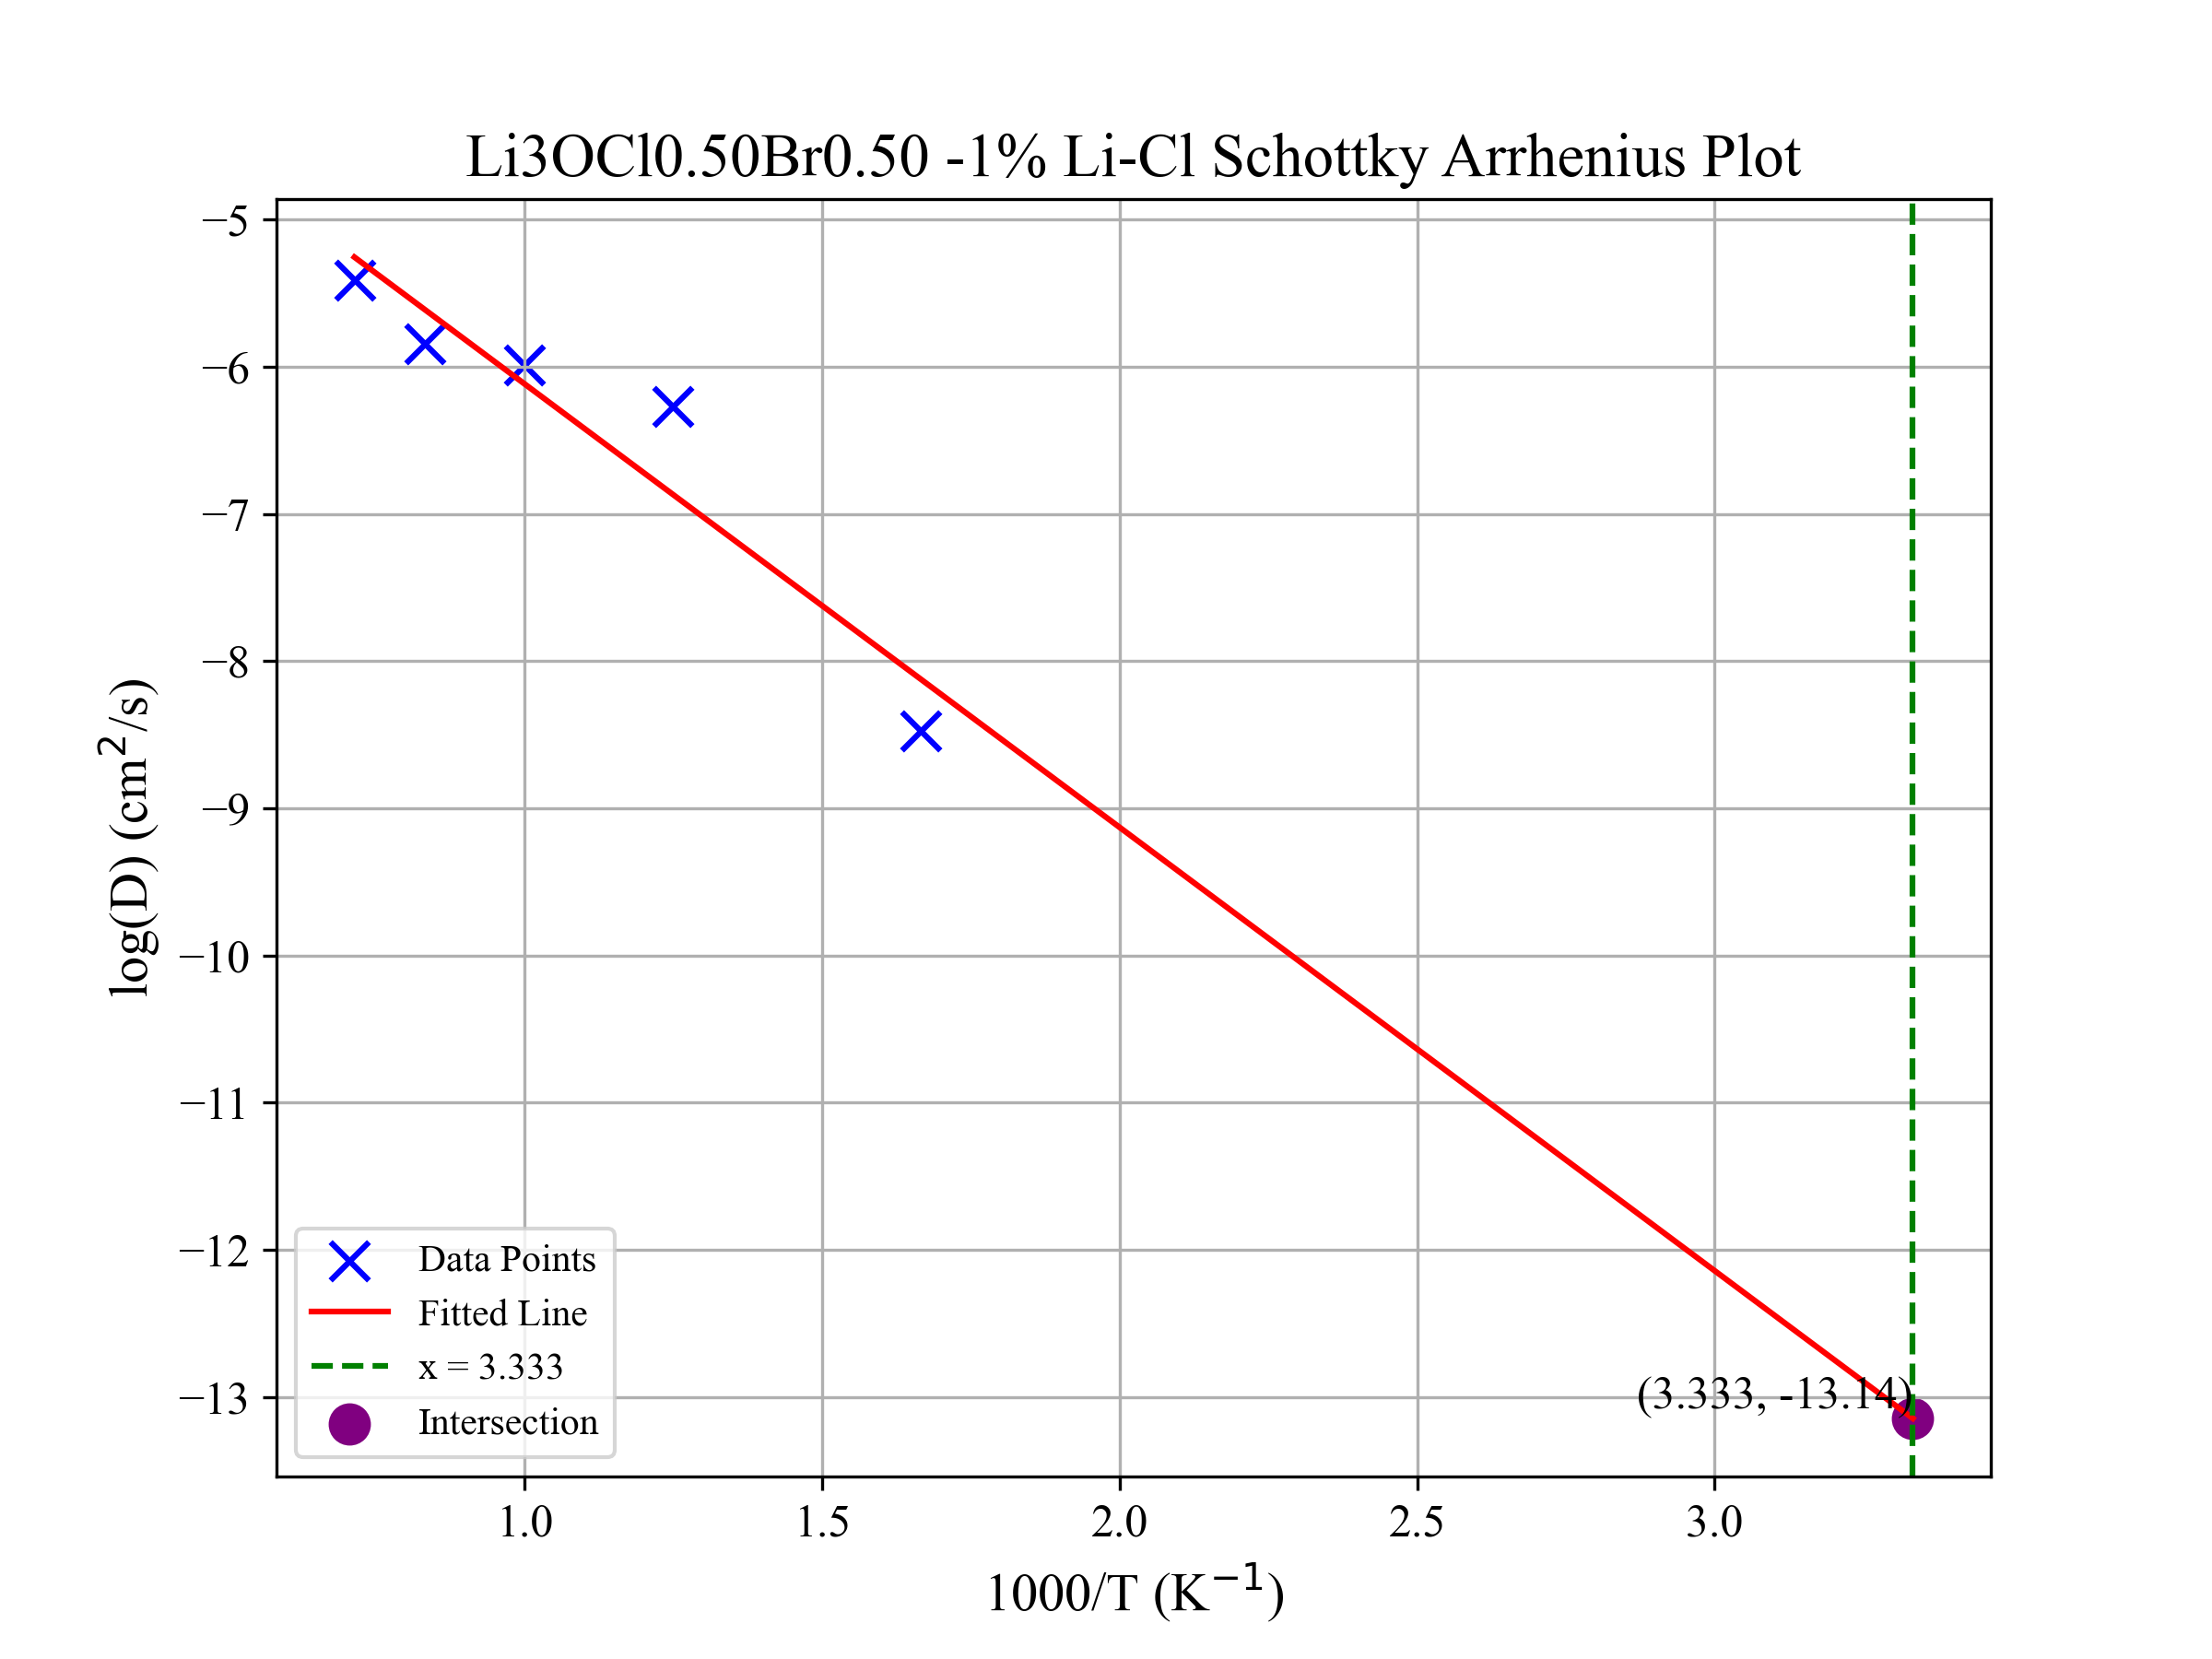 Li3OCl0.50Br0.50 -1% Li-Cl Schottky Arrhenius Plot
log(D) (cm²/s)
−5
−6
−7
−8
−9
−10
−11
−12
−13
Data Points
Fitted Line
x = 3.333
Intersection
(3.333, -13.14)
1.0 1.5 2.0 2.5 3.0
1000/T (K⁻¹)